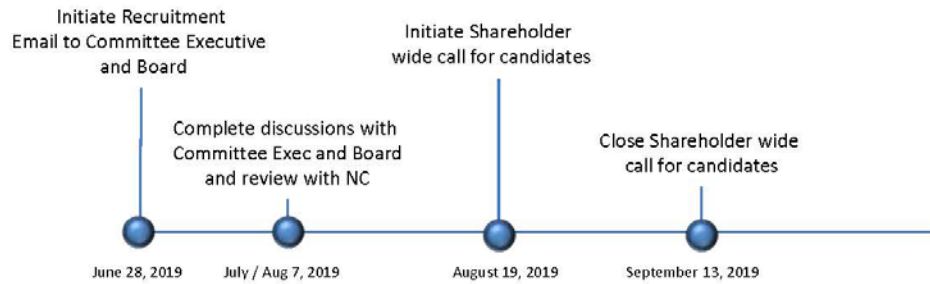 Initiate Recruitment
Email to Committee Executive
and Board
Initiate Shareholder
wide call for candidates
Complete discussions with
Committee Exec and Board
and review with NC
Close Shareholder wide
call for candidates
June 28, 2019
July / Aug 7, 2019
August 19, 2019
September 13, 2019